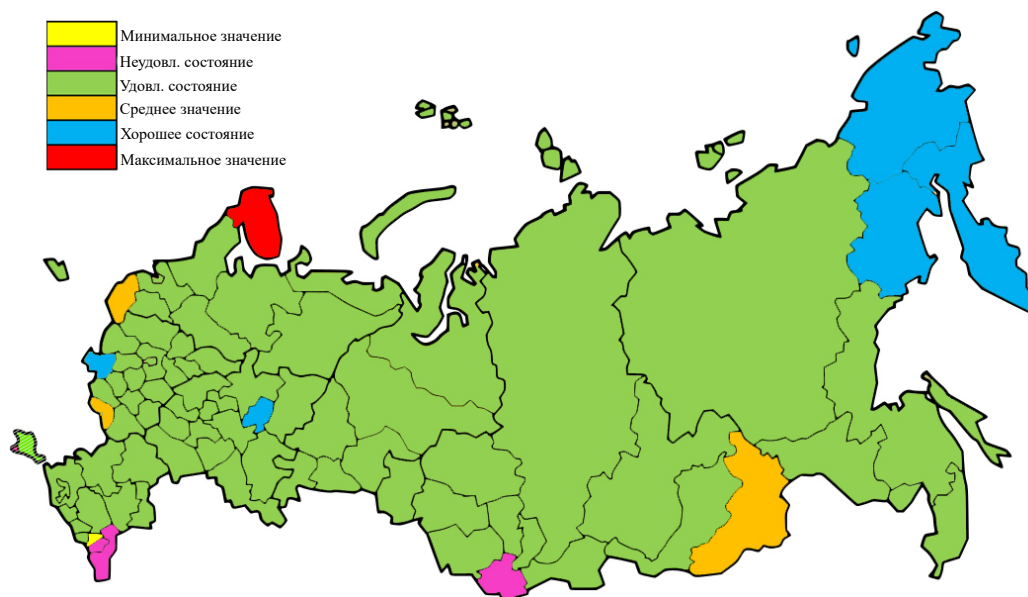 Минимальное значение
Неудовл. состояние
Удовл. состояние
Среднее значение
Хорошее состояние
Максимальное значение